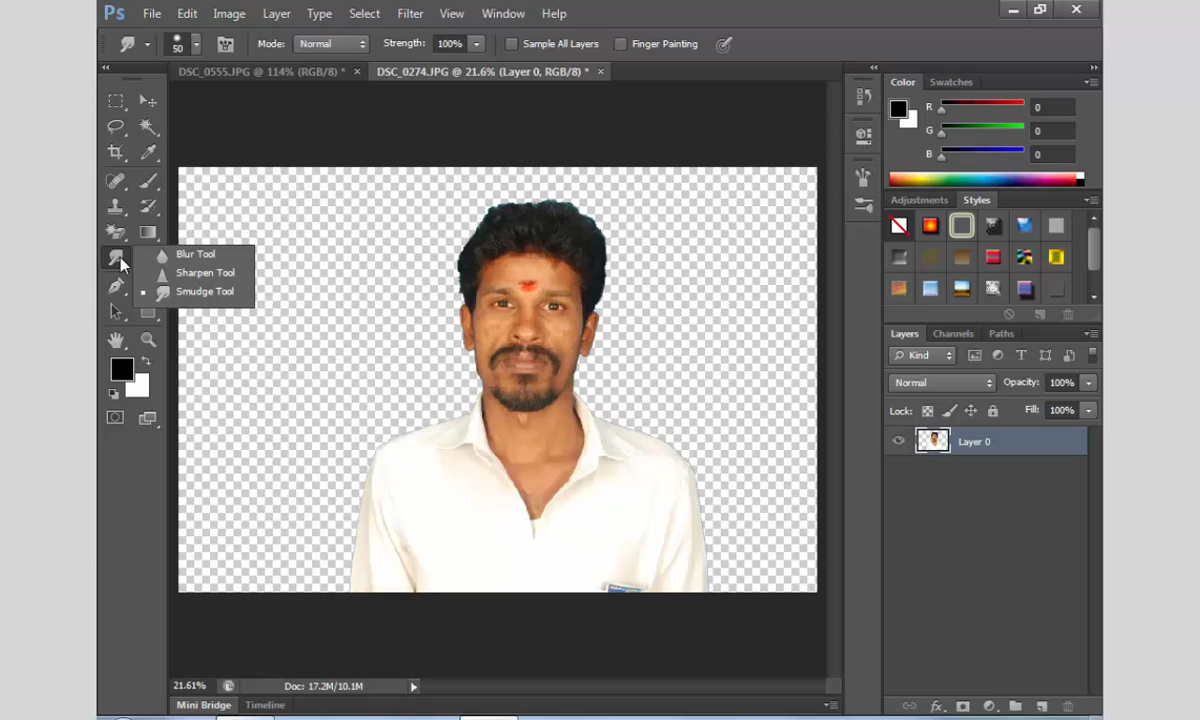 Ps File Edit Image Layer Type Select Filter View Window Help
50 Mode: Normal Strength: 100% Sample All Layers Finger Painting
DSC_0555.JPG @ 114% (RGB/8) * × DSC_0274.JPG @ 21.6% (Layer 0, RGB/8) * ×
Color Swatches
R 0
G 0
B 0
Adjustments Styles
Blur Tool
Sharpen Tool
Smudge Tool
Layers Channels Paths
Kind
Normal Opacity: 100%
Lock: Fill: 100%
Layer 0
fx
21.61% Doc: 17.2M/10.1M
Mini Bridge Timeline